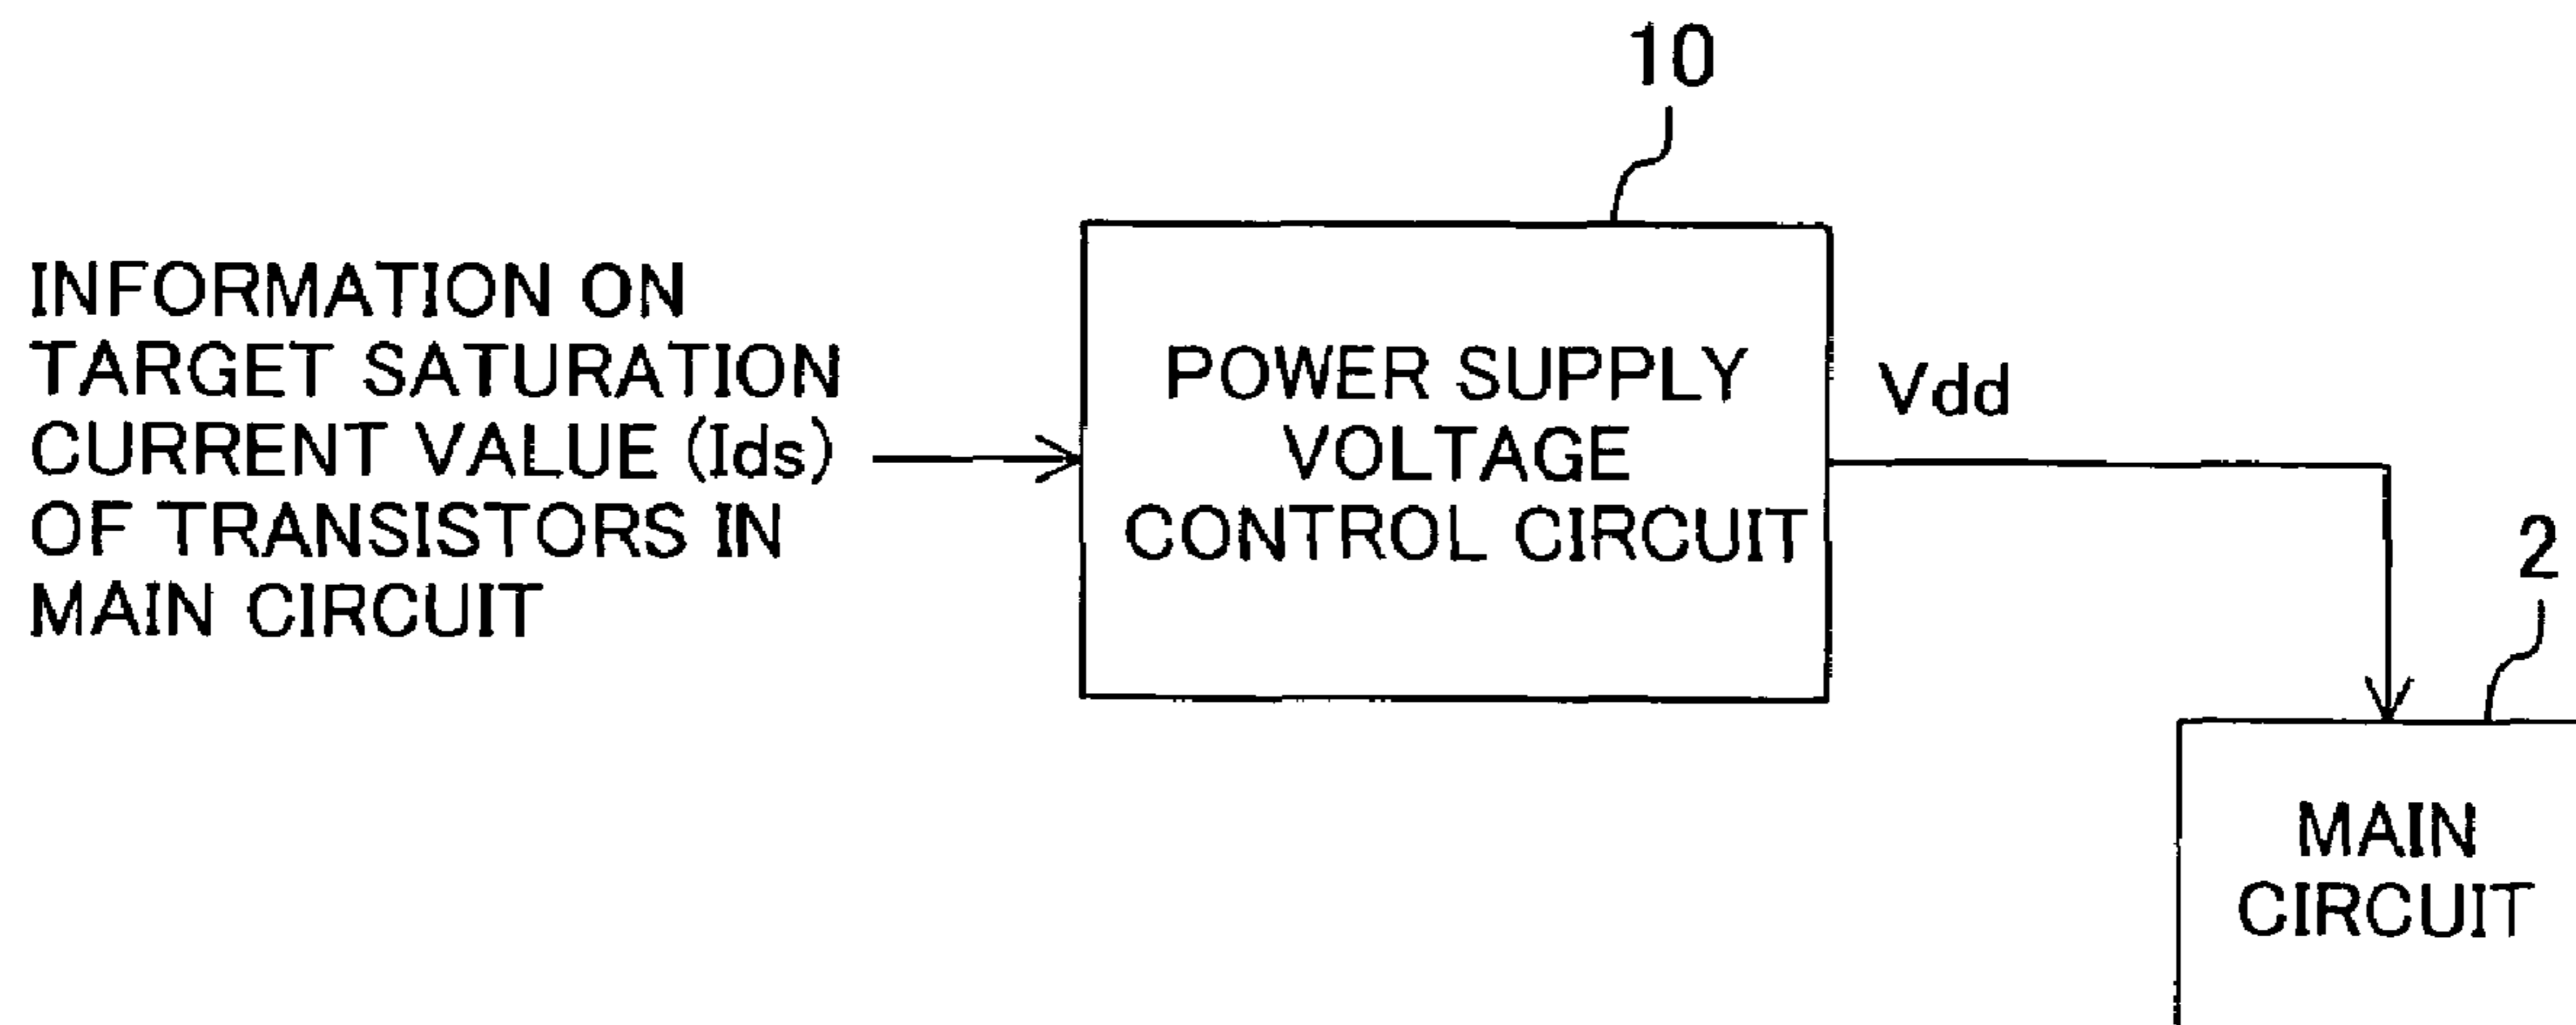 10
INFORMATION ON
TARGET SATURATION
CURRENT VALUE (Ids)
OF TRANSISTORS IN
MAIN CIRCUIT
POWER SUPPLY
VOLTAGE
CONTROL CIRCUIT
Vdd
2
MAIN
CIRCUIT